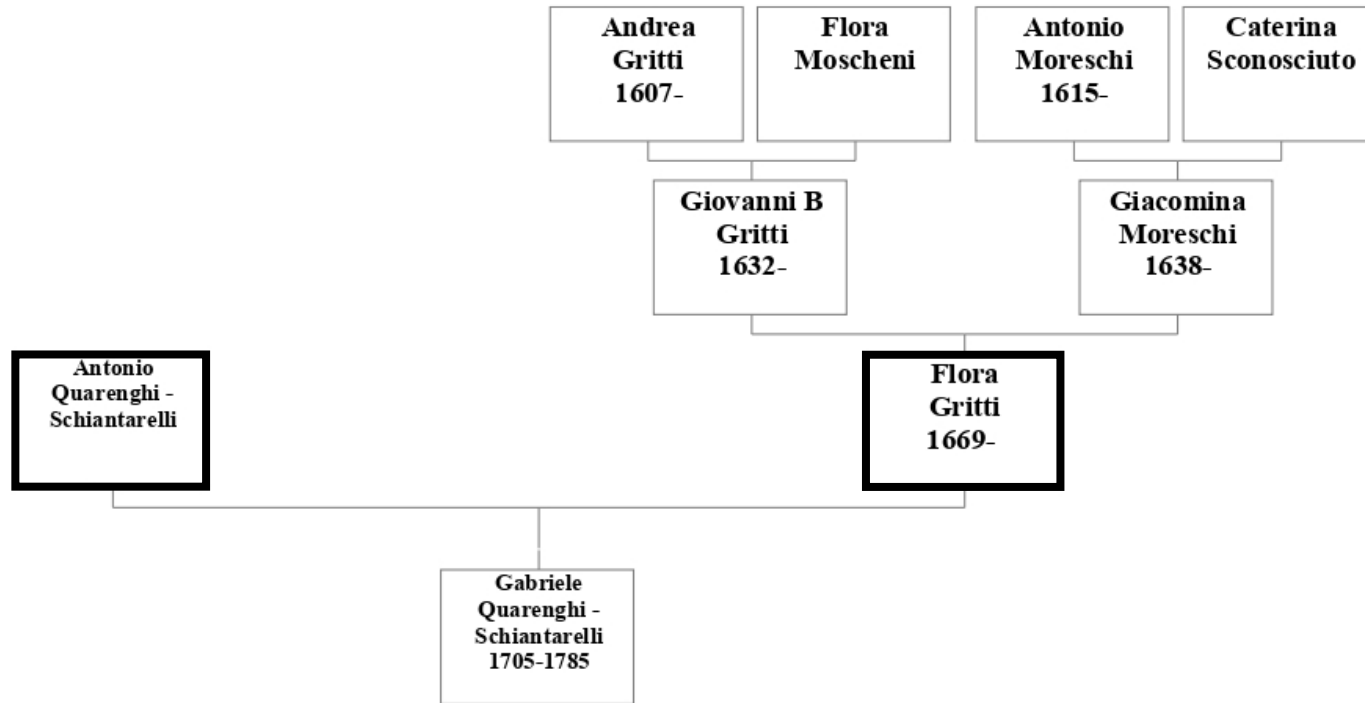 Andrea
Gritti
1607-
Flora
Moscheni
Antonio
Moreschi
1615-
Caterina
Sconosciuto
Giovanni B
Gritti
1632-
Giacomina
Moreschi
1638-
Antonio
Quarenghi -
Schiantarelli
Flora
Gritti
1669-
Gabriele
Quarenghi -
Schiantarelli
1705-1785